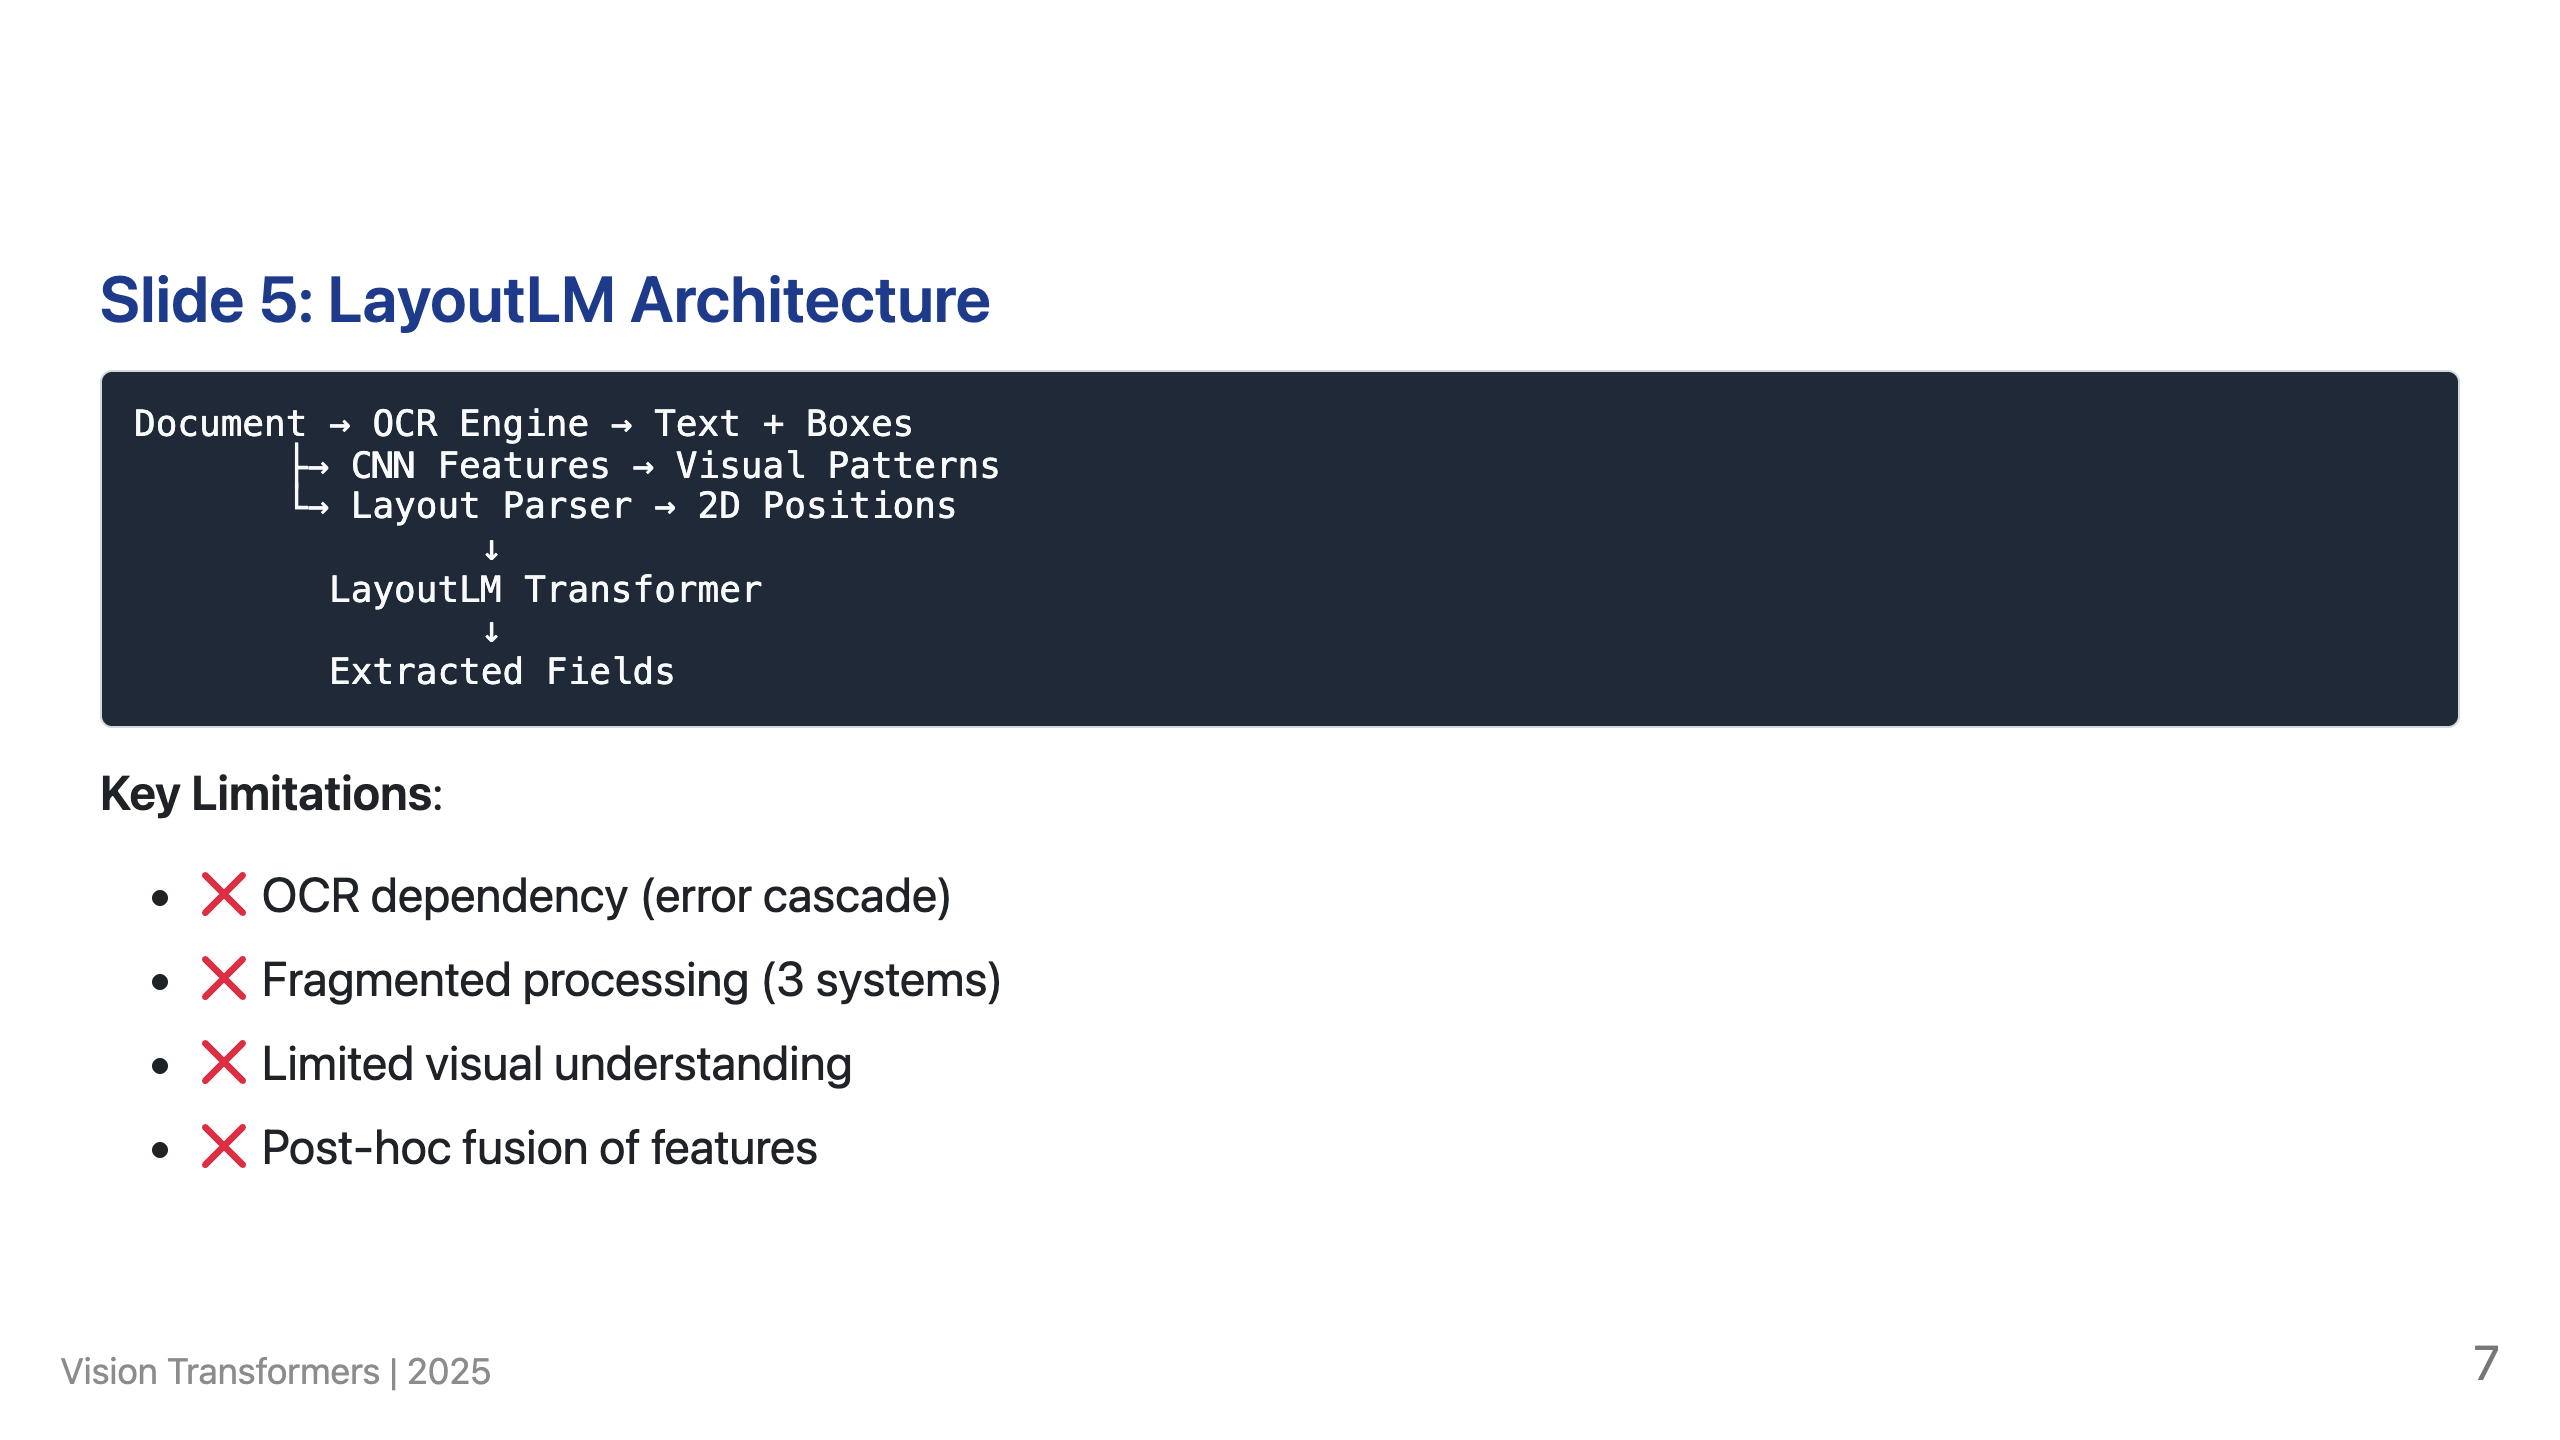 Slide 5: LayoutLM Architecture
Document → OCR Engine → Text + Boxes
├→ CNN Features → Visual Patterns
└→ Layout Parser → 2D Positions
↓
LayoutLM Transformer
↓
Extracted Fields
Key Limitations:
• ❌ OCR dependency (error cascade)
• ❌ Fragmented processing (3 systems)
• ❌ Limited visual understanding
• ❌ Post-hoc fusion of features
Vision Transformers | 2025
7